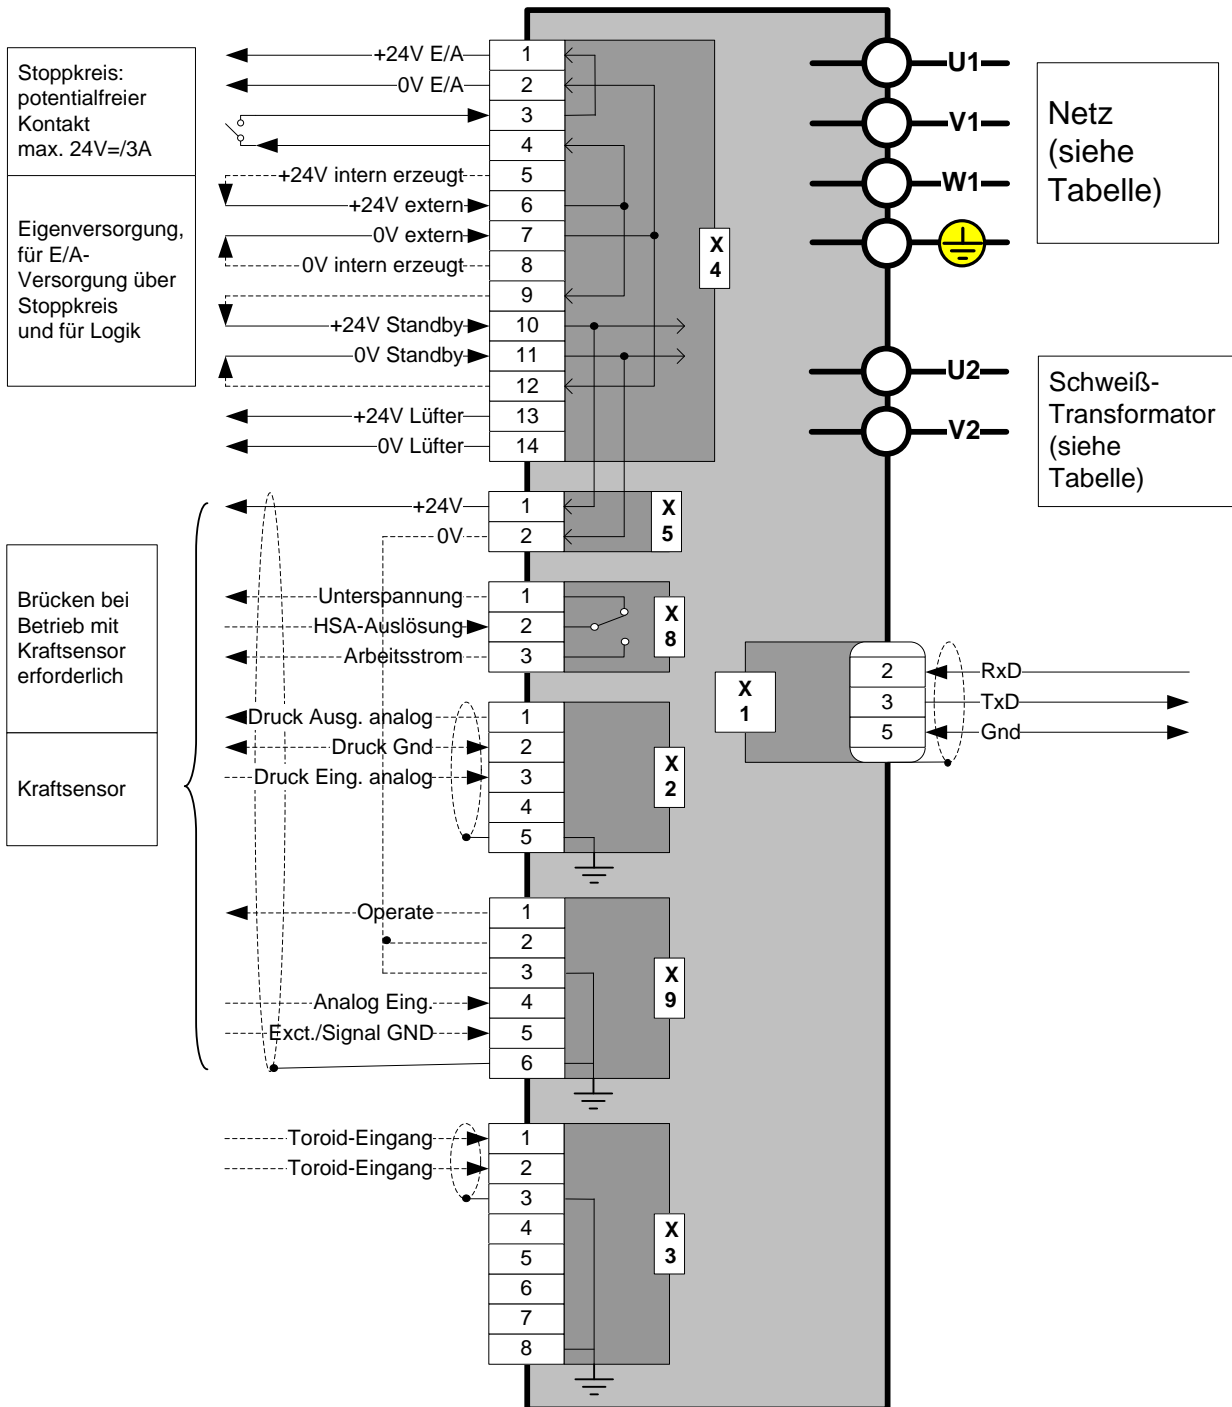 Stoppkreis:
potentialfreier
Kontakt
max. 24V=/3A
Eigenversorgung,
für E/A-
Versorgung über
Stoppkreis
und für Logik
+24V E/A 1
0V E/A 2
3
4
+24V intern erzeugt 5
+24V extern 6
0V extern 7
0V intern erzeugt 8
9
+24V Standby 10
0V Standby 11
12
+24V Lüfter 13
0V Lüfter 14
X
4
U1
V1
W1
Netz
(siehe
Tabelle)
U2
V2
Schweiß-
Transformator
(siehe
Tabelle)
+24V 1
0V 2
X
5
Brücken bei
Betrieb mit
Kraftsensor
erforderlich
Kraftsensor
Unterspannung 1
HSA-Auslösung 2
Arbeitsstrom 3
X
8
Druck Ausg. analog 1
Druck Gnd 2
Druck Eing. analog 3
4
5
X
2
X
1
2 RxD
3 TxD
5 Gnd
Operate 1
2
3
Analog Eing. 4
Exct./Signal GND 5
6
X
9
Toroid-Eingang 1
Toroid-Eingang 2
3
4
5
6
7
8
X
3